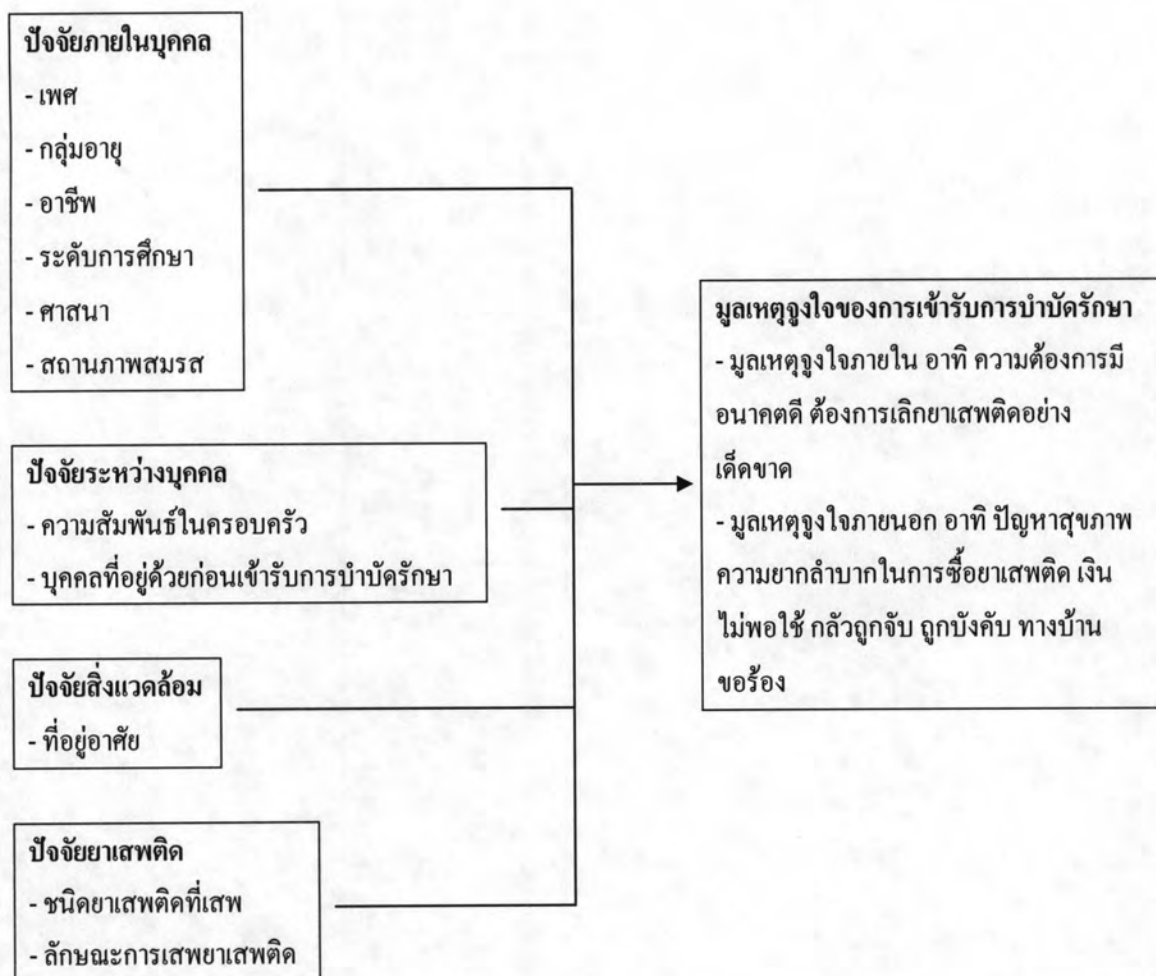 ปัจจัยภายในบุคคล
- เพศ
- กลุ่มอายุ
- อาชีพ
- ระดับการศึกษา
- ศาสนา
- สถานภาพสมรส
ปัจจัยระหว่างบุคคล
- ความสัมพันธ์ในครอบครัว
- บุคคลที่อยู่ด้วยก่อนเข้ารับการบำบัดรักษา
ปัจจัยสิ่งแวดล้อม
- ที่อยู่อาศัย
ปัจจัยยาเสพติด
- ชนิดยาเสพติดที่เสพ
- ลักษณะการเสพยาเสพติด
มูลเหตุจูงใจของการเข้ารับการบำบัดรักษา
- มูลเหตุจูงใจภายใน อาทิ ความต้องการมี
อนาคตดี ต้องการเลิกยาเสพติดอย่าง
เด็ดขาด
- มูลเหตุจูงใจภายนอก อาทิ ปัญหาสุขภาพ
ความยากลำบากในการซื้อยาเสพติด เงิน
ไม่พอใช้ กลัวถูกจับ ถูกบังคับ ทางบ้าน
ขอร้อง